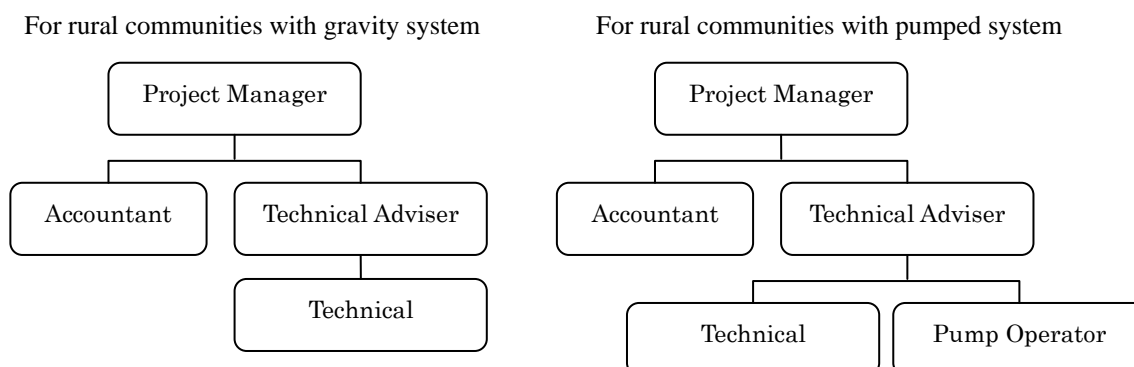 For rural communities with gravity system
Project Manager
Accountant
Technical Adviser
Technical
For rural communities with pumped system
Project Manager
Accountant
Technical Adviser
Technical
Pump Operator